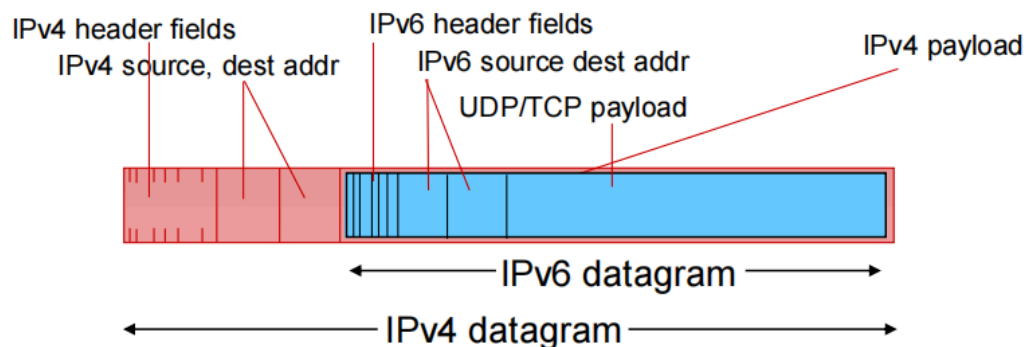 IPv4 header fields
IPv6 header fields
IPv4 payload
IPv4 source, dest addr
IPv6 source dest addr
UDP/TCP payload
IPv6 datagram
IPv4 datagram